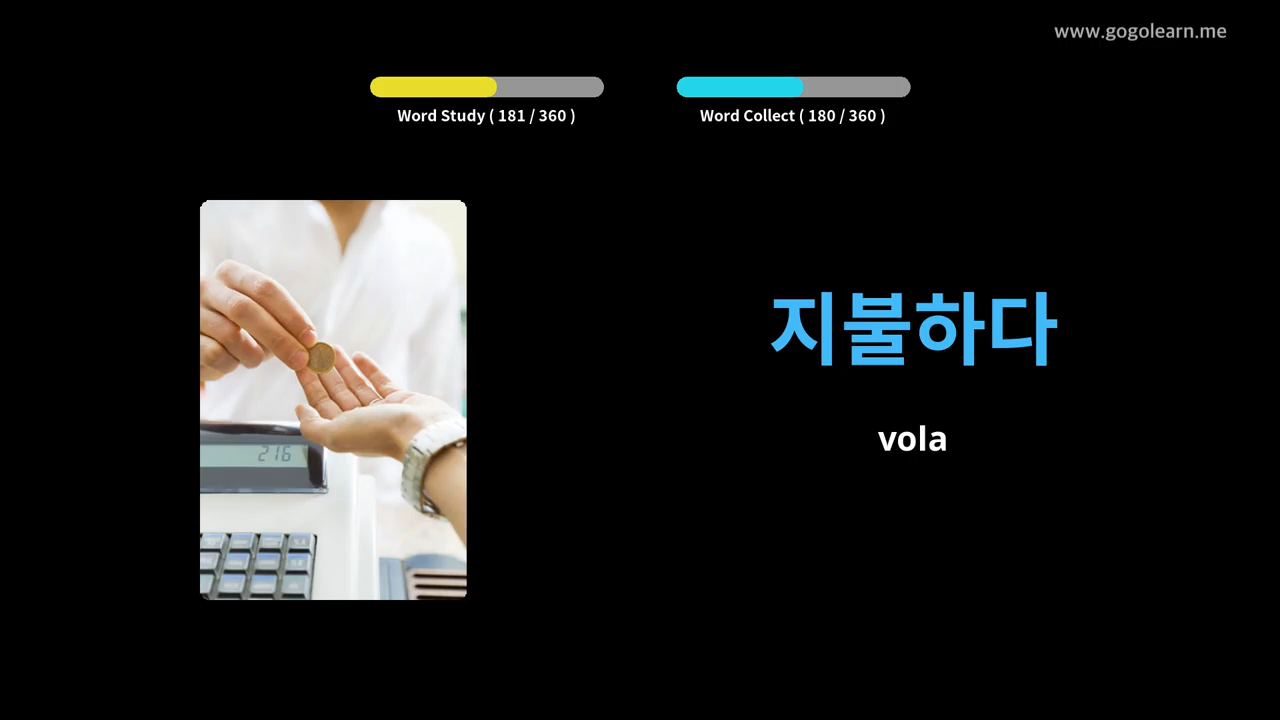 www.gogolearn.me
Word Study ( 181 / 360 )
Word Collect ( 180 / 360 )
지불하다
vola
216